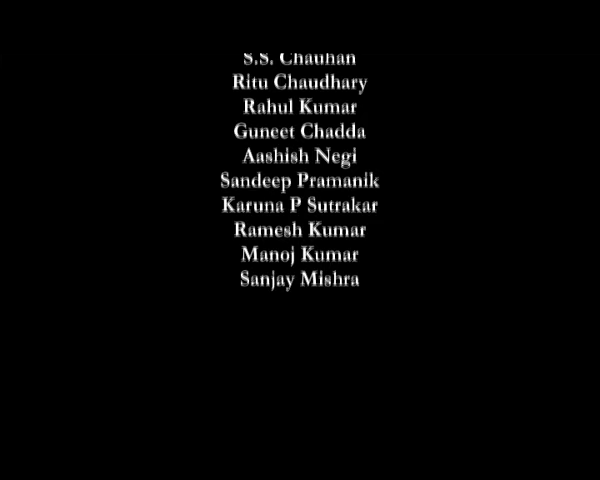 S.S. Chauhan
Ritu Chaudhary
Rahul Kumar
Guneet Chadda
Aashish Negi
Sandeep Pramanik
Karuna P Sutrakar
Ramesh Kumar
Manoj Kumar
Sanjay Mishra